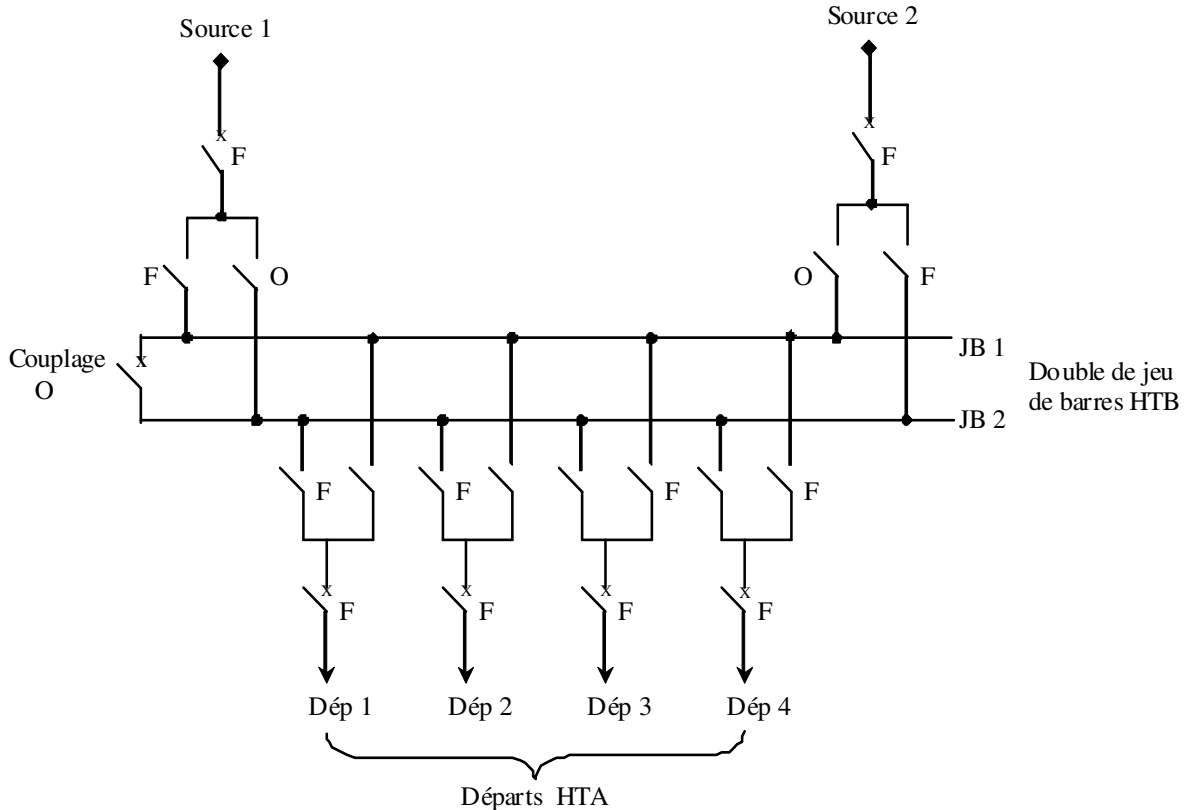 Source 1
Source 2
x
F
x
F
F
O
O
F
Couplage
O
x
JB 1
JB 2
Double de jeu
de barres HTB
F
F
F
F
x
F
x
F
x
F
x
F
Dép 1
Dép 2
Dép 3
Dép 4
Départs HTA